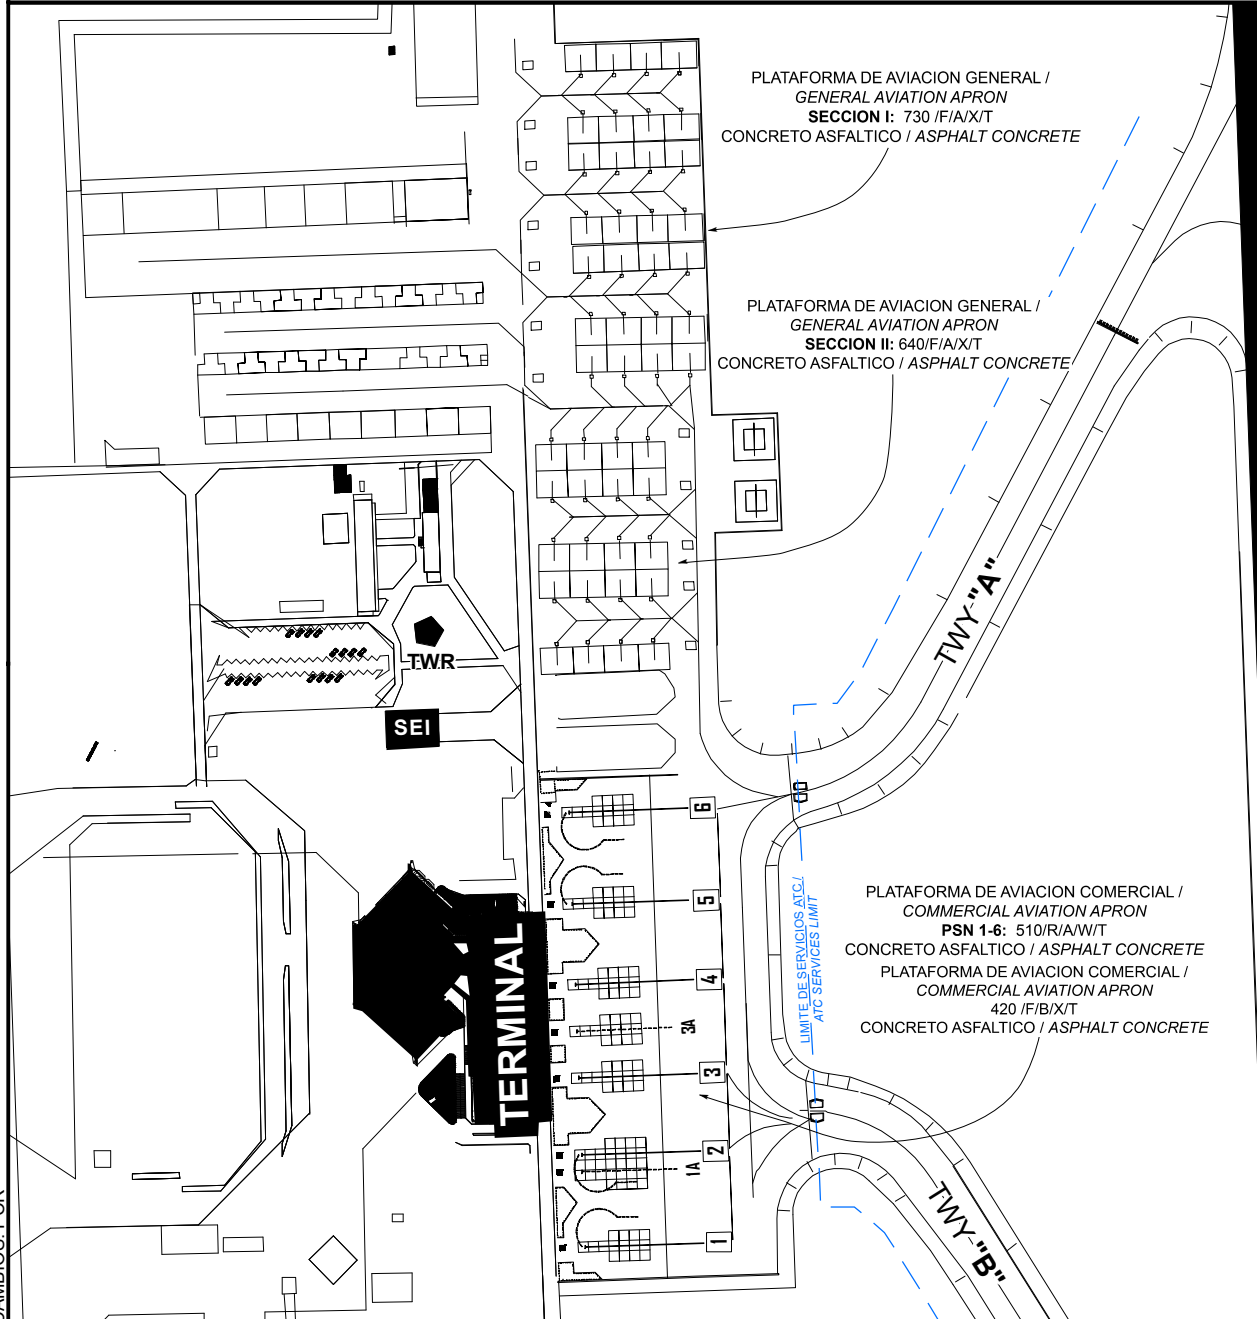 PLATAFORMA DE AVIACION GENERAL /
GENERAL AVIATION APRON
SECCION I: 730 /F/A/X/T
CONCRETO ASFALTICO / ASPHALT CONCRETE
PLATAFORMA DE AVIACION GENERAL /
GENERAL AVIATION APRON
SECCION II: 640/F/A/X/T
CONCRETO ASFALTICO / ASPHALT CONCRETE
TWY "A"
TWR
SEI
6
5
4
3A
3
2
1A
1
TERMINAL
LIMITE DE SERVICIOS ATC /
ATC SERVICES LIMIT
PLATAFORMA DE AVIACION COMERCIAL /
COMMERCIAL AVIATION APRON
PSN 1-6: 510/R/A/W/T
CONCRETO ASFALTICO / ASPHALT CONCRETE
PLATAFORMA DE AVIACION COMERCIAL /
COMMERCIAL AVIATION APRON
420 /F/B/X/T
CONCRETO ASFALTICO / ASPHALT CONCRETE
TWY "B"